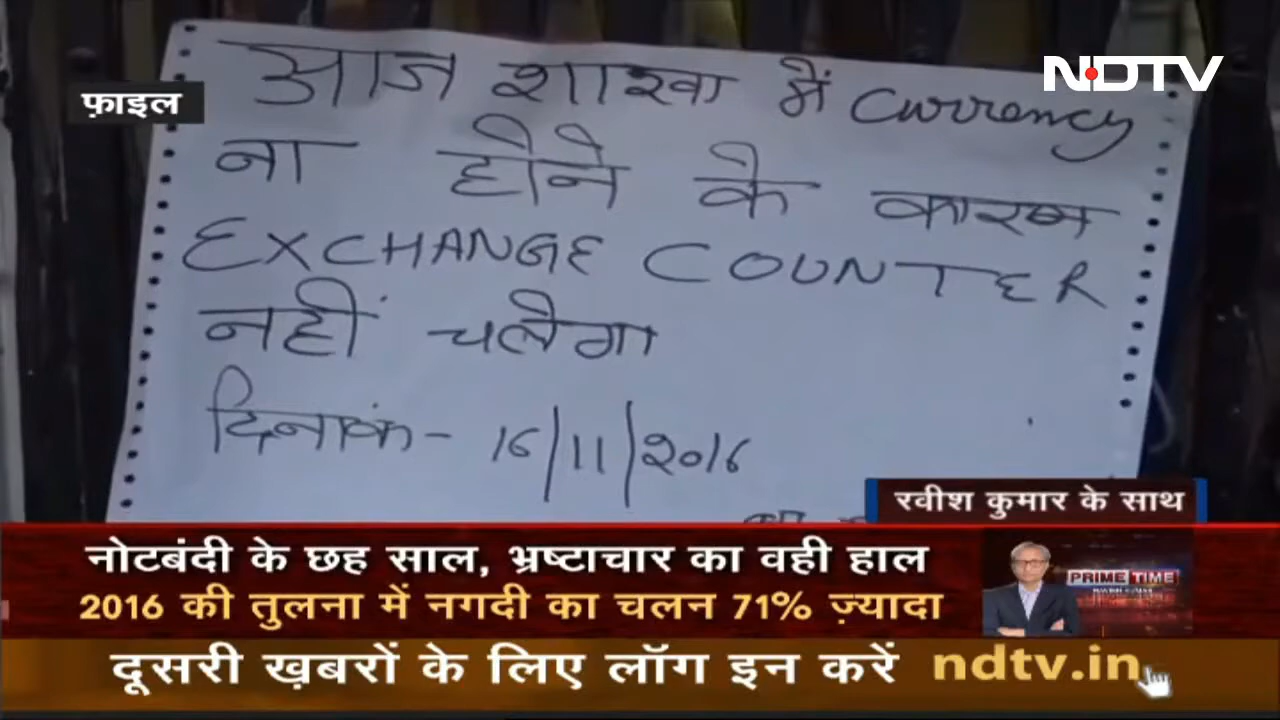 NDTV
फ़ाइल
आज शाखा में Currency
ना होने के कारण
EXCHANGE COUNTER
नहीं चलेगा
दिनाकं- 16/11/2016
रवीश कुमार के साथ
नोटबंदी के छह साल, भ्रष्टाचार का वही हाल
2016 की तुलना में नगदी का चलन 71% ज़्यादा
PRIME TIME
दूसरी ख़बरों के लिए लॉग इन करें ndtv.in